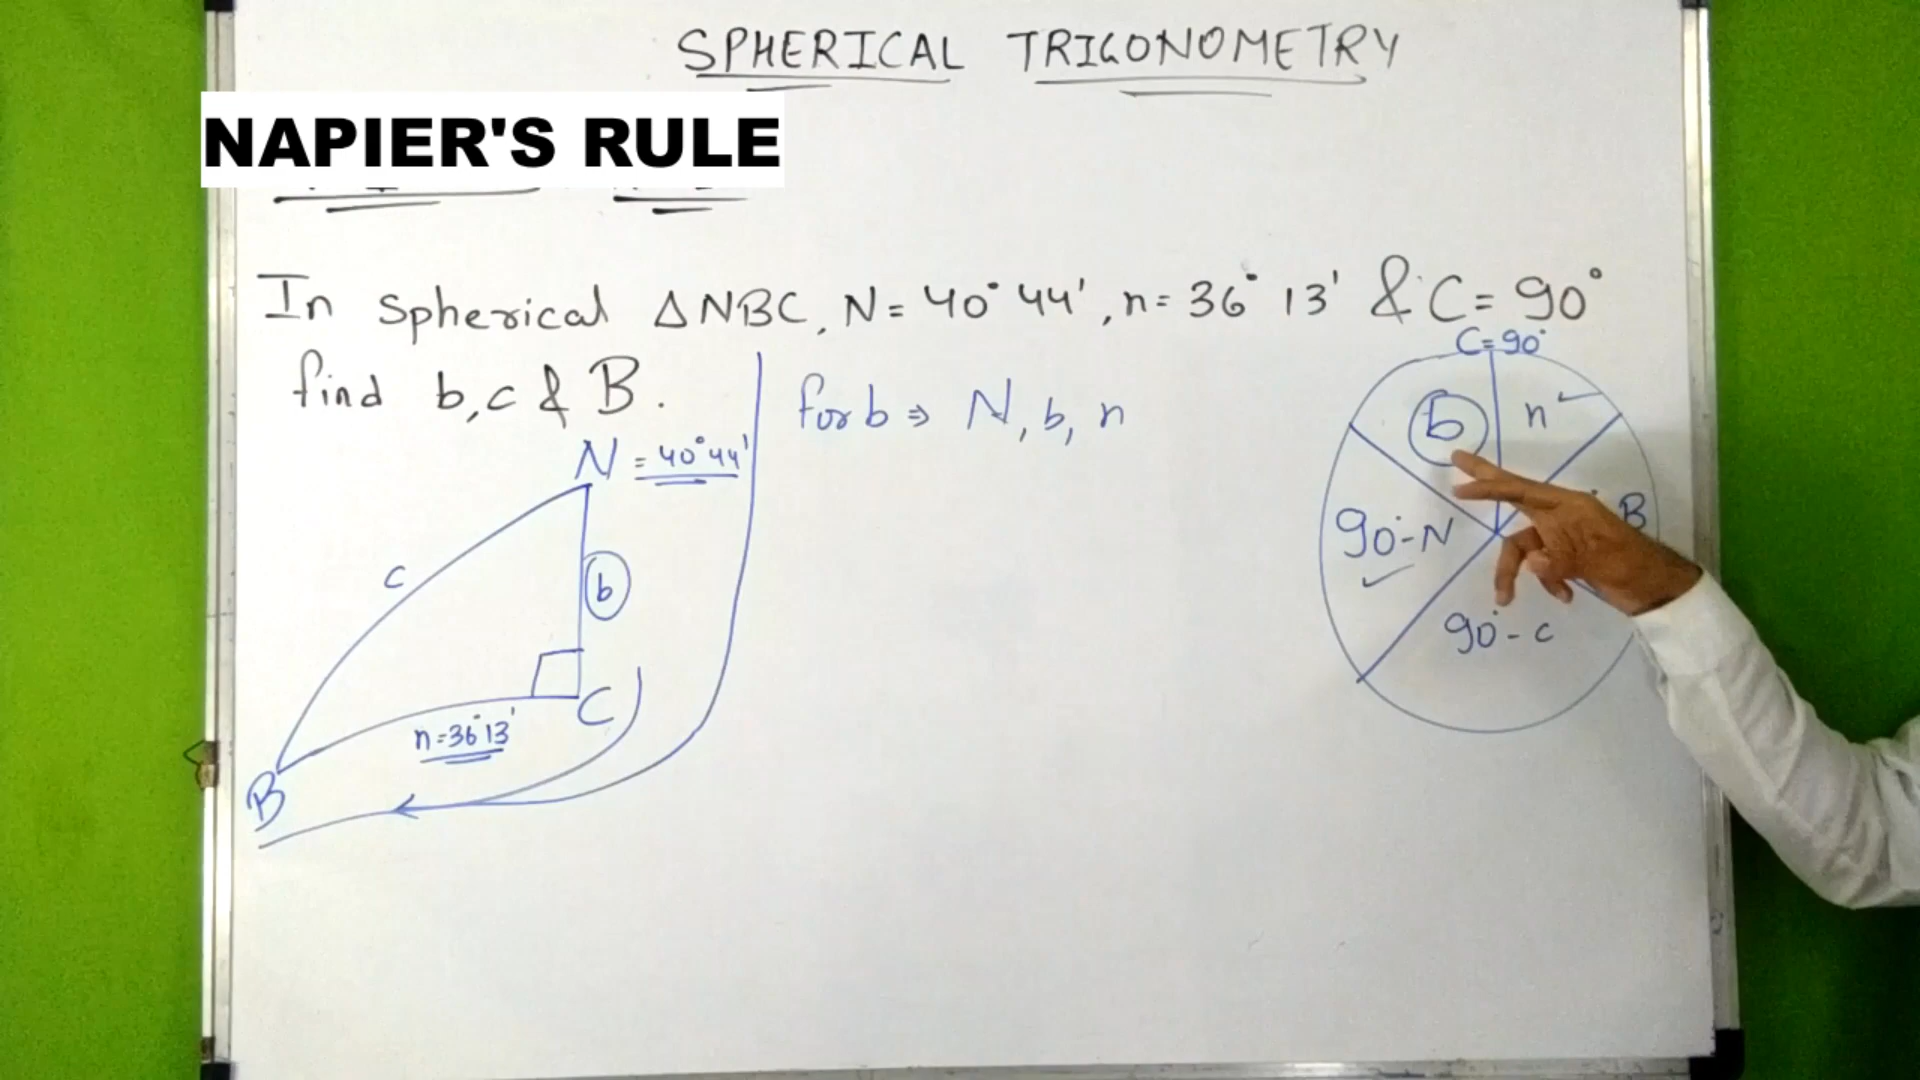 SPHERICAL TRIGONOMETRY
NAPIER'S RULE
In spherical ΔNBC, N = 40° 44', n = 36° 13' & C = 90°
find b, c & B.
for b ⇒ N, b, n
N = 40°44'
c
b
C
n = 36°13'
B
C = 90°
b
n
90° - N
B
90° - c